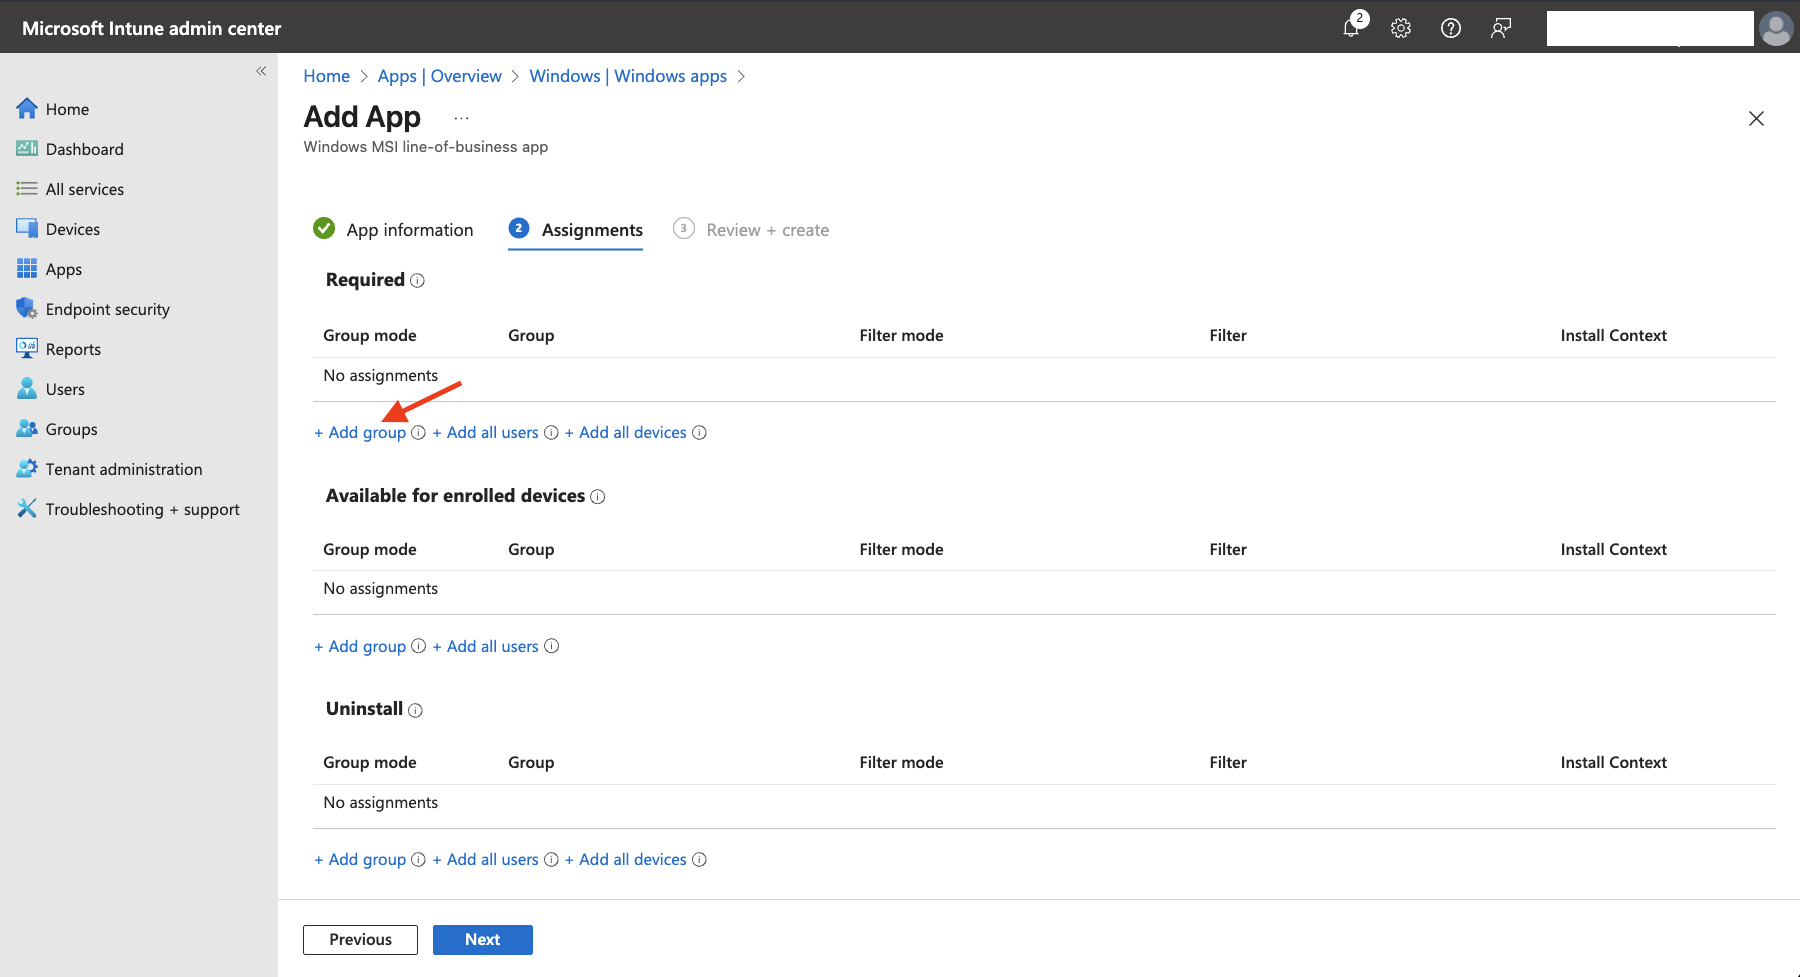 Microsoft Intune admin center
2
Home
Dashboard
All services
Devices
Apps
Endpoint security
Reports
Users
Groups
Tenant administration
Troubleshooting + support
Home > Apps | Overview > Windows | Windows apps >
Add App ...
Windows MSI line-of-business app
App information 2 Assignments 3 Review + create
Required
Group mode Group Filter mode Filter Install Context
No assignments
+ Add group + Add all users + Add all devices
Available for enrolled devices
Group mode Group Filter mode Filter Install Context
No assignments
+ Add group + Add all users
Uninstall
Group mode Group Filter mode Filter Install Context
No assignments
+ Add group + Add all users + Add all devices
Previous Next